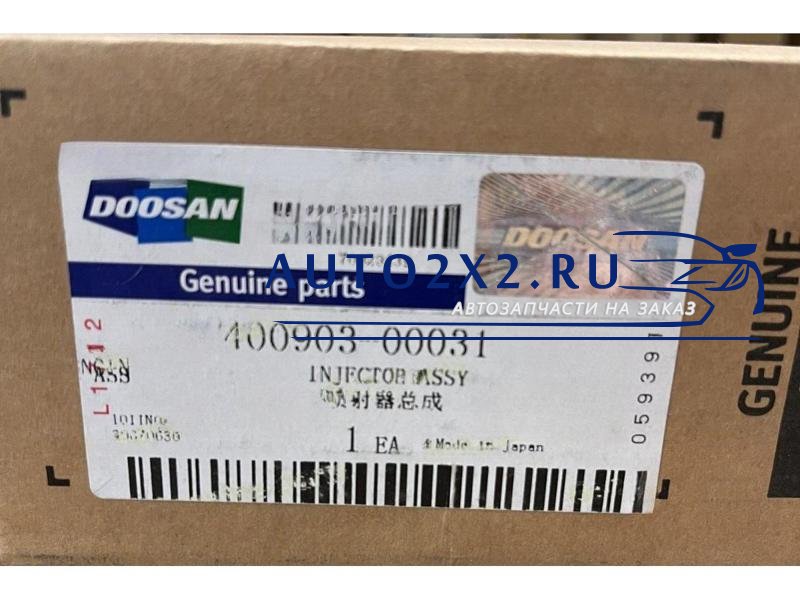 DOOSAN
DOOSAN
Genuine parts
AUTO2X2.RU
АВТОЗАПЧАСТИ НА ЗАКАЗ
400903-00031
INJECTOR ASSY
喷射器总成
1 EA
※Made in Japan
GENUINE